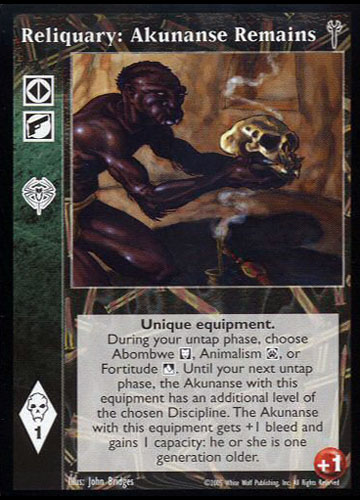 Reliquary: Akunanse Remains
Unique equipment.
During your untap phase, choose
Abombwe, Animalism, or
Fortitude. Until your next untap
phase, the Akunanse with this
equipment has an additional level of
the chosen Discipline. The Akunanse
with this equipment gets +1 bleed and
gains 1 capacity: he or she is one
generation older.
1
+1
Illus: John Bridges
©2005 White Wolf Publishing, Inc. All Rights Reserved